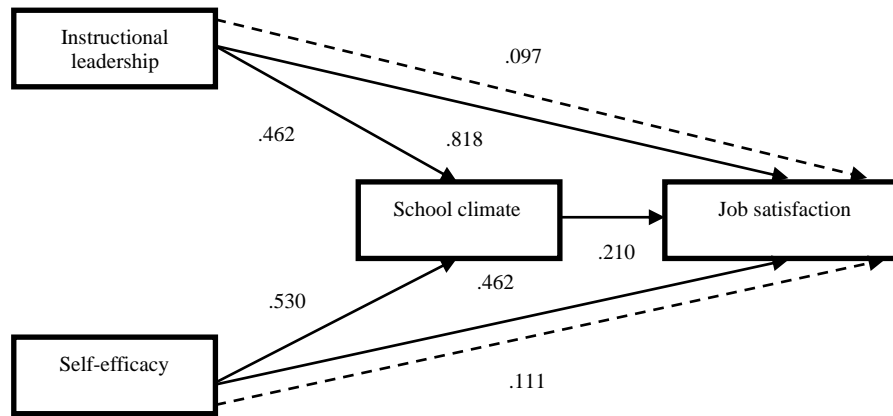 Instructional
leadership
.097
.462
.818
School climate
Job satisfaction
.210
.530
.462
Self-efficacy
.111